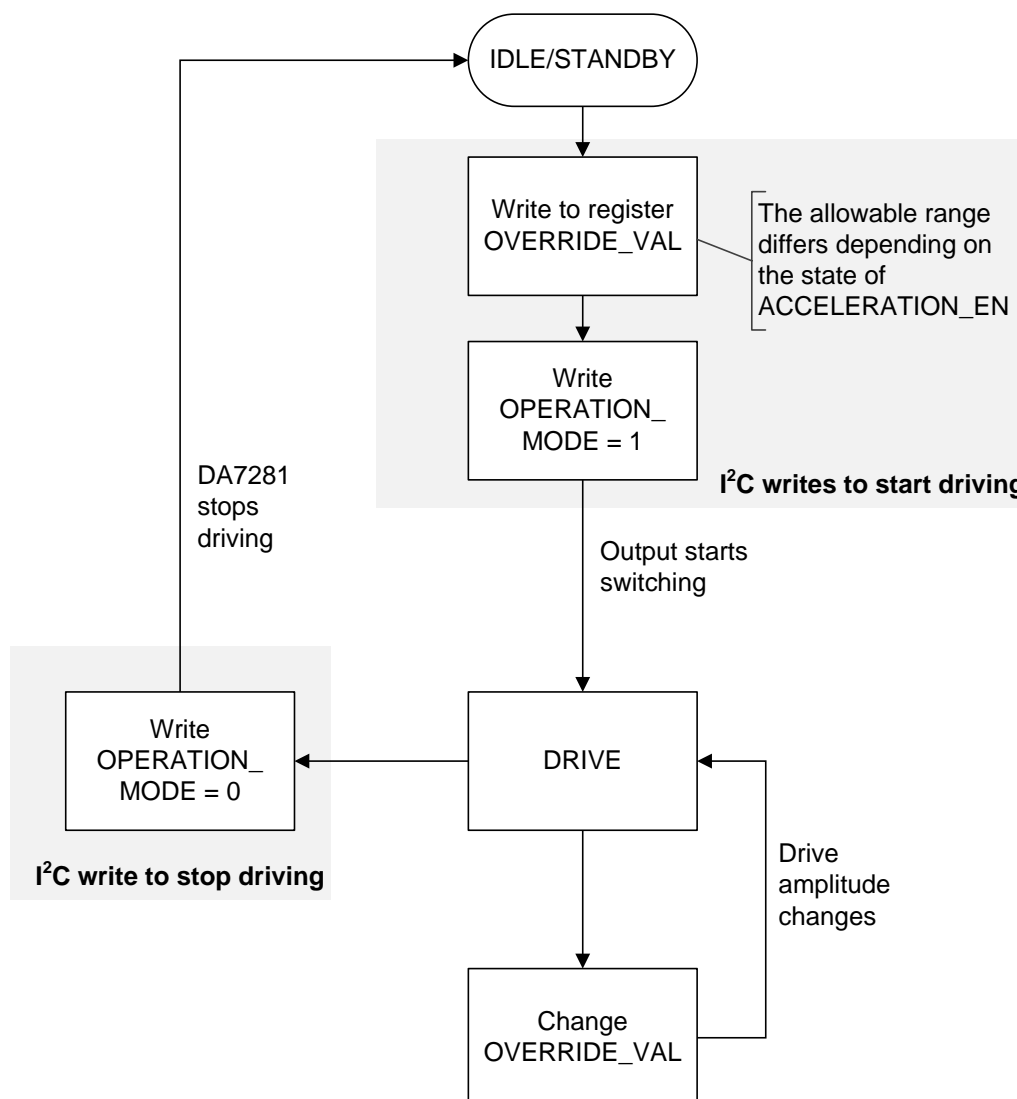 IDLE/STANDBY
Write to register
OVERRIDE_VAL
The allowable range
differs depending on
the state of
ACCELERATION_EN
Write
OPERATION_
MODE = 1
I²C writes to start driving
DA7281
stops
driving
Output starts
switching
Write
OPERATION_
MODE = 0
DRIVE
I²C write to stop driving
Drive
amplitude
changes
Change
OVERRIDE_VAL